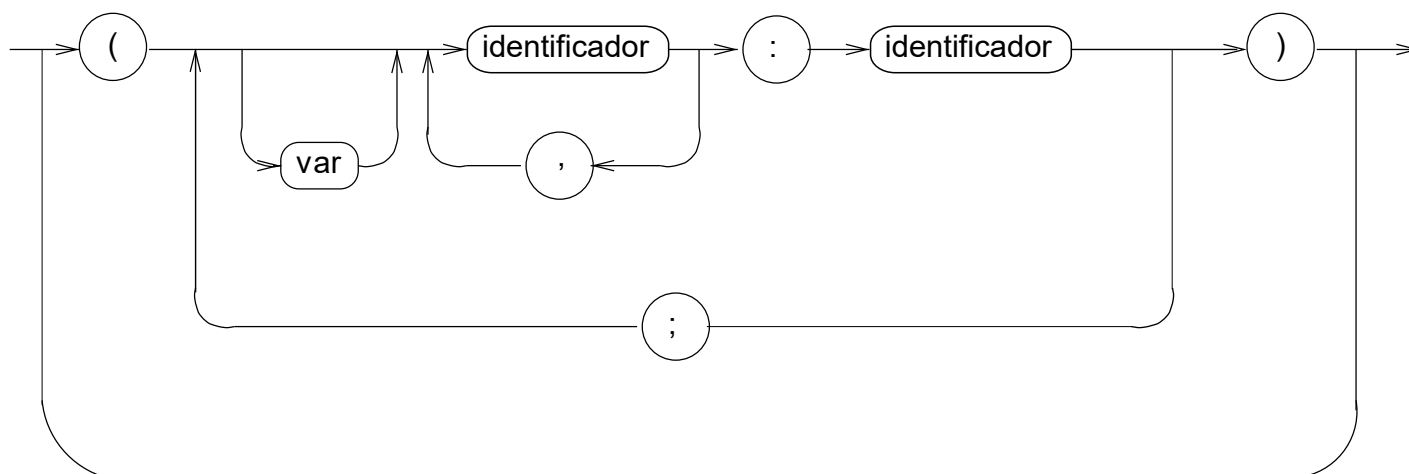 ( identificador : identificador )
var ,
;